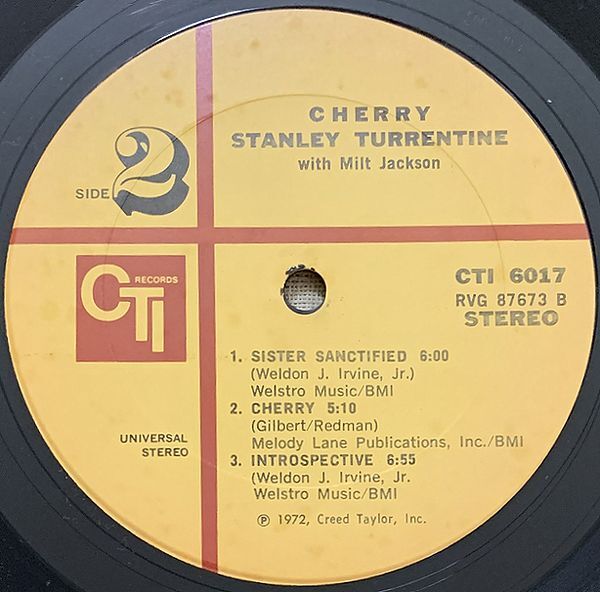 CHERRY
STANLEY TURRENTINE
with Milt Jackson
SIDE 2
CTI RECORDS
CTI 6017
RVG 87673 B
STEREO
1. SISTER SANCTIFIED 6:00
(Weldon J. Irvine, Jr.)
Welstro Music/BMI
2. CHERRY 5:10
(Gilbert/Redman)
Melody Lane Publications, Inc./BMI
3. INTROSPECTIVE 6:55
(Weldon J. Irvine, Jr.
Welstro Music/BMI
UNIVERSAL
STEREO
℗ 1972, Creed Taylor, Inc.